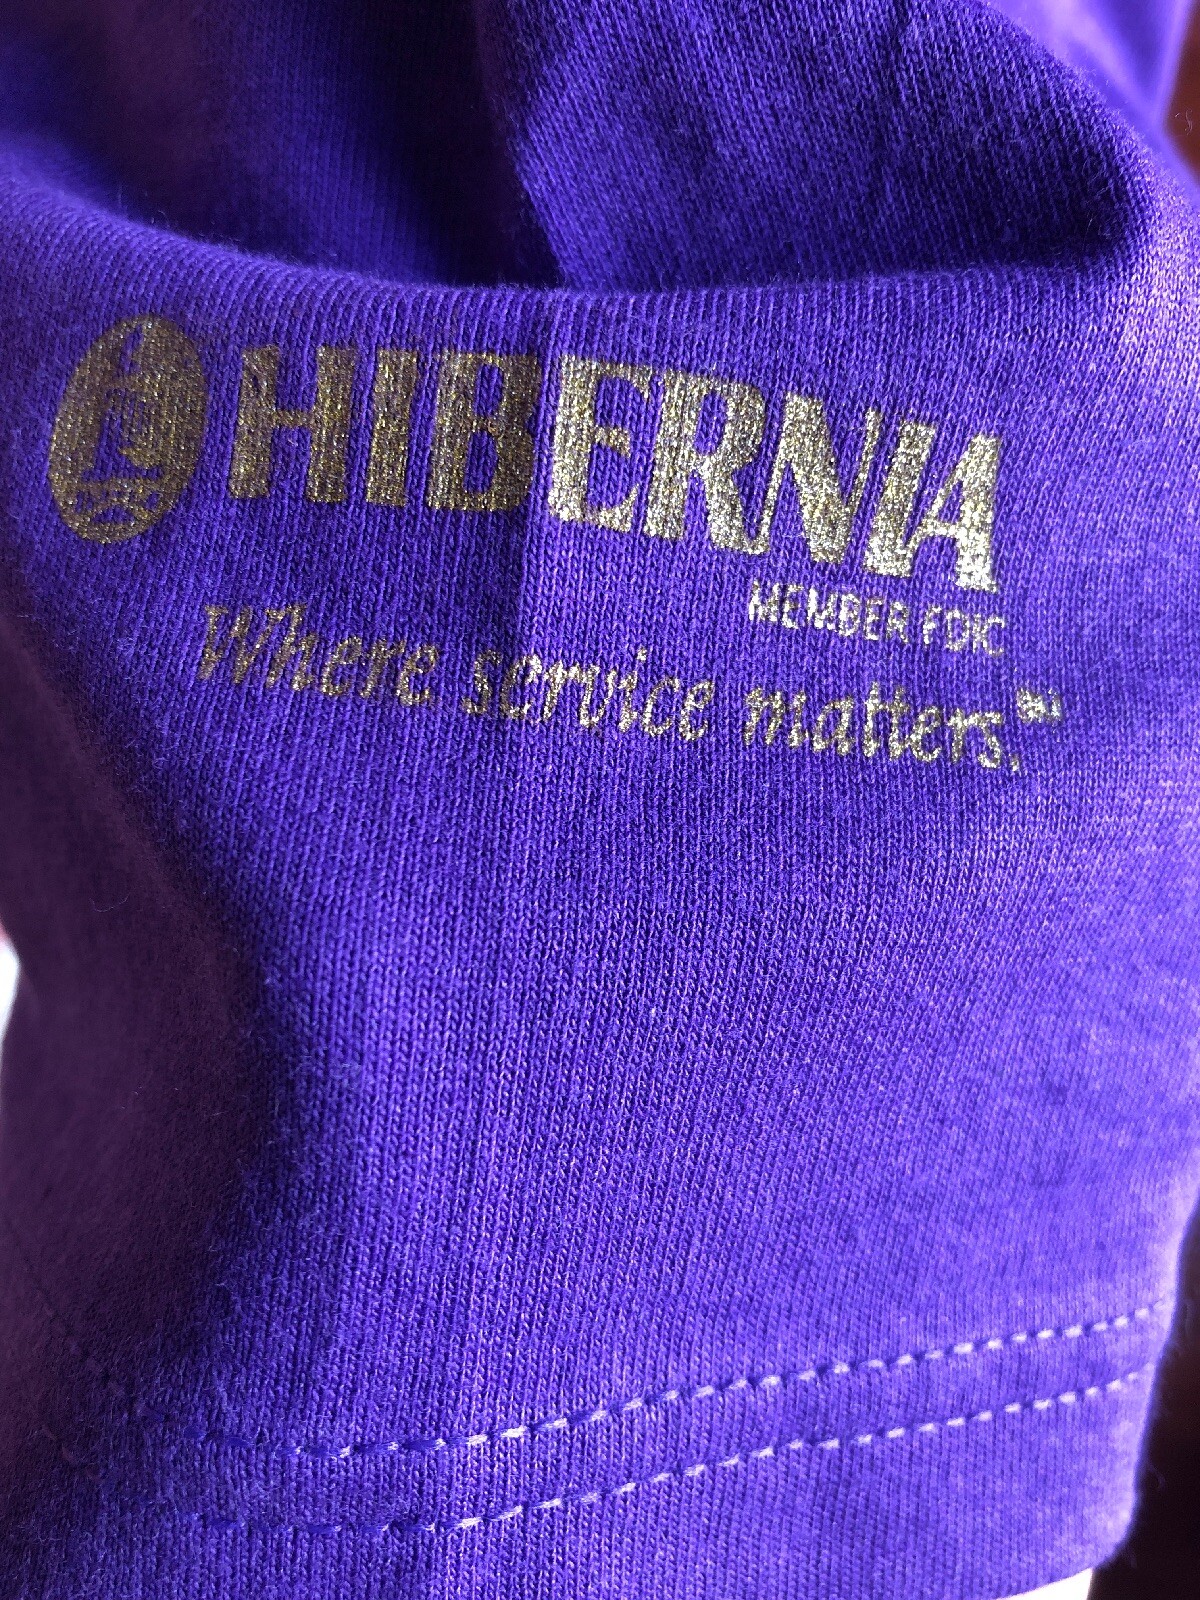 HIBERNIA
MEMBER FDIC
Where service matters.℠